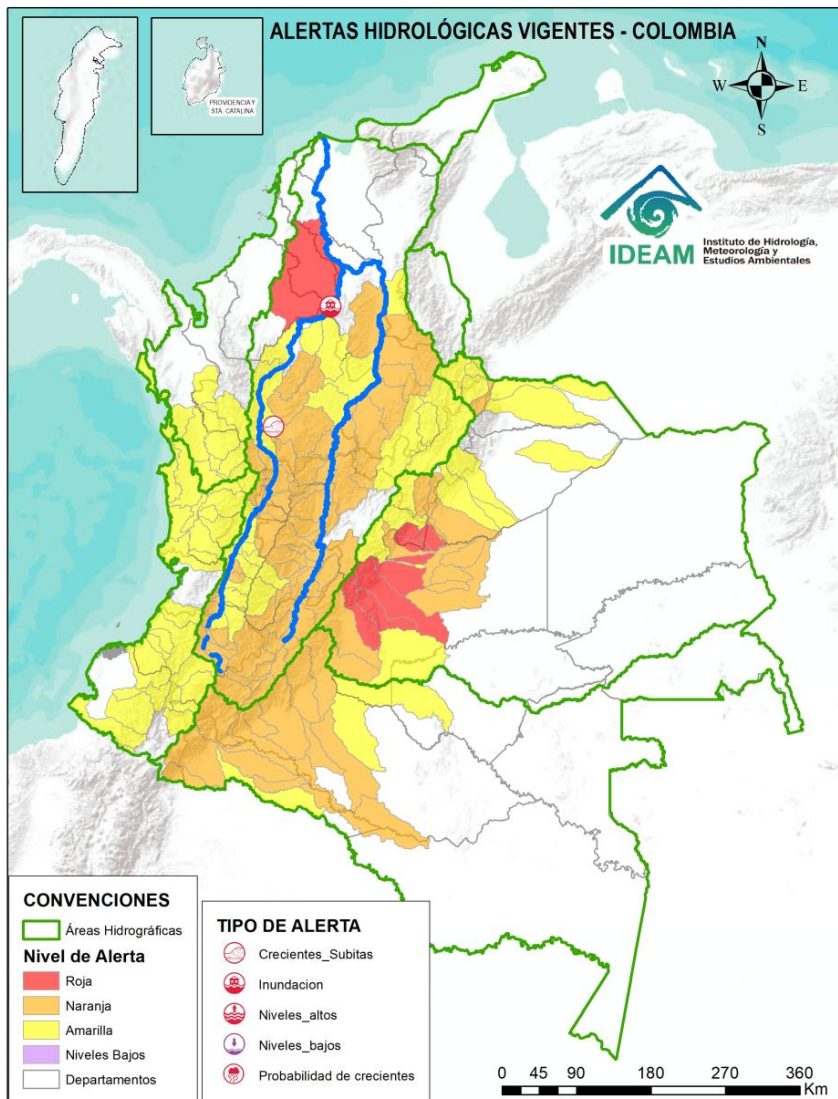 ALERTAS HIDROLÓGICAS VIGENTES - COLOMBIA
N
W
E
S
PROVIDENCIA Y
STA. CATALINA
IDEAM
Instituto de Hidrología,
Meteorología y
Estudios Ambientales
CONVENCIONES
Áreas Hidrográficas
Nivel de Alerta
Roja
Naranja
Amarilla
Niveles Bajos
Departamentos
TIPO DE ALERTA
Crecientes_Subitas
Inundacion
Niveles_altos
Niveles_bajos
Probabilidad de crecientes
0 45 90 180 270 360
Km